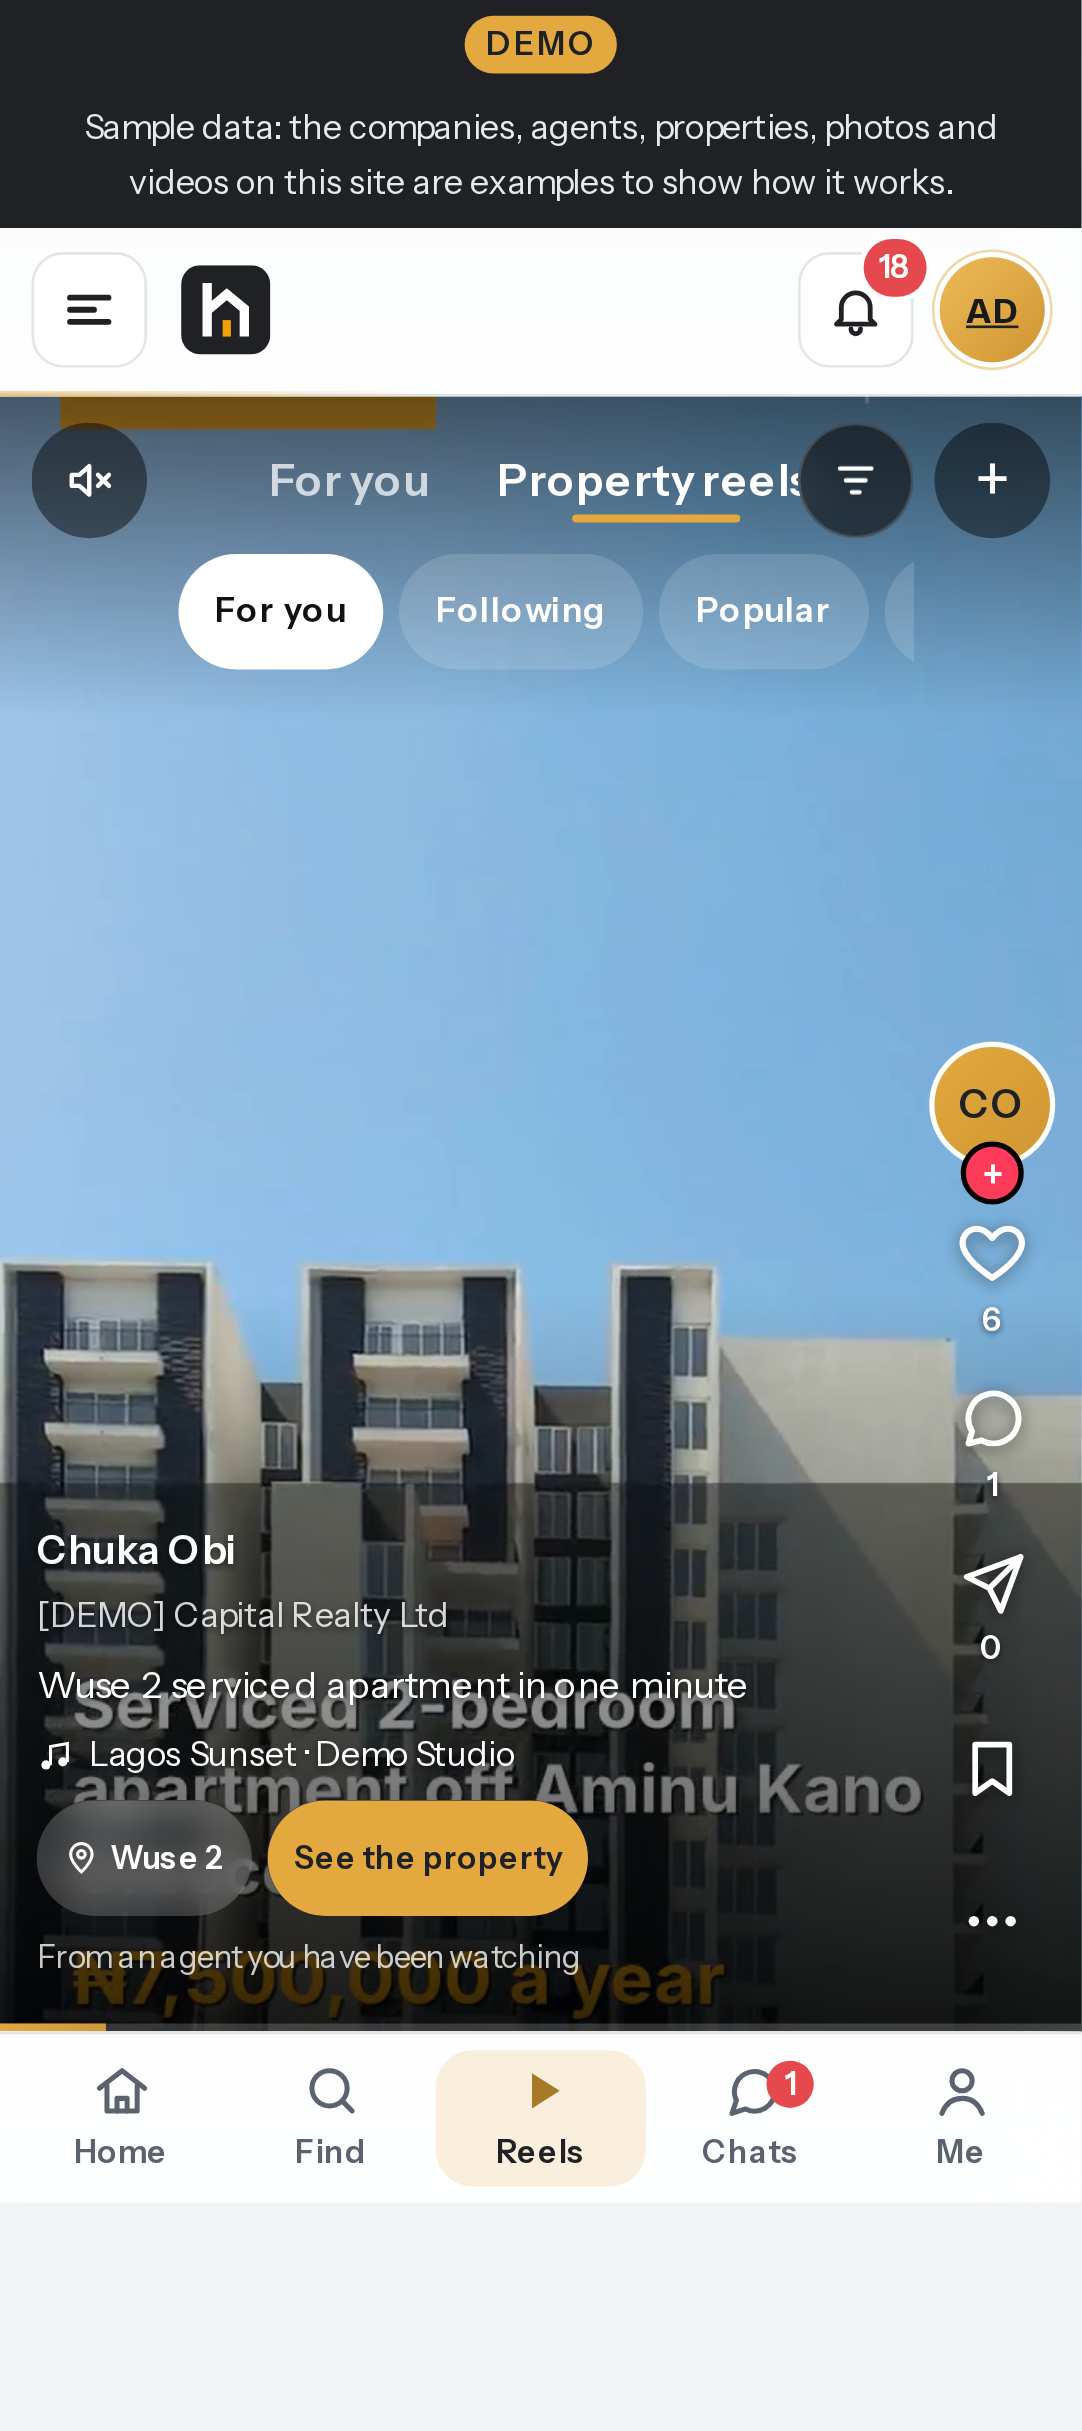 DEMO
Sample data: the companies, agents, properties, photos and
videos on this site are examples to show how it works.
18
AD
For you
Property reels
For you
Following
Popular
CO
6
1
0
Chuka Obi
[DEMO] Capital Realty Ltd
Wuse 2 serviced apartment in one minute
Serviced 2-bedroom
Lagos Sunset · Demo Studio
apartment off Aminu Kano
Wuse 2
See the property
From an agent you have been watching
₦7,500,000 a year
Home
Find
Reels
Chats
1
Me